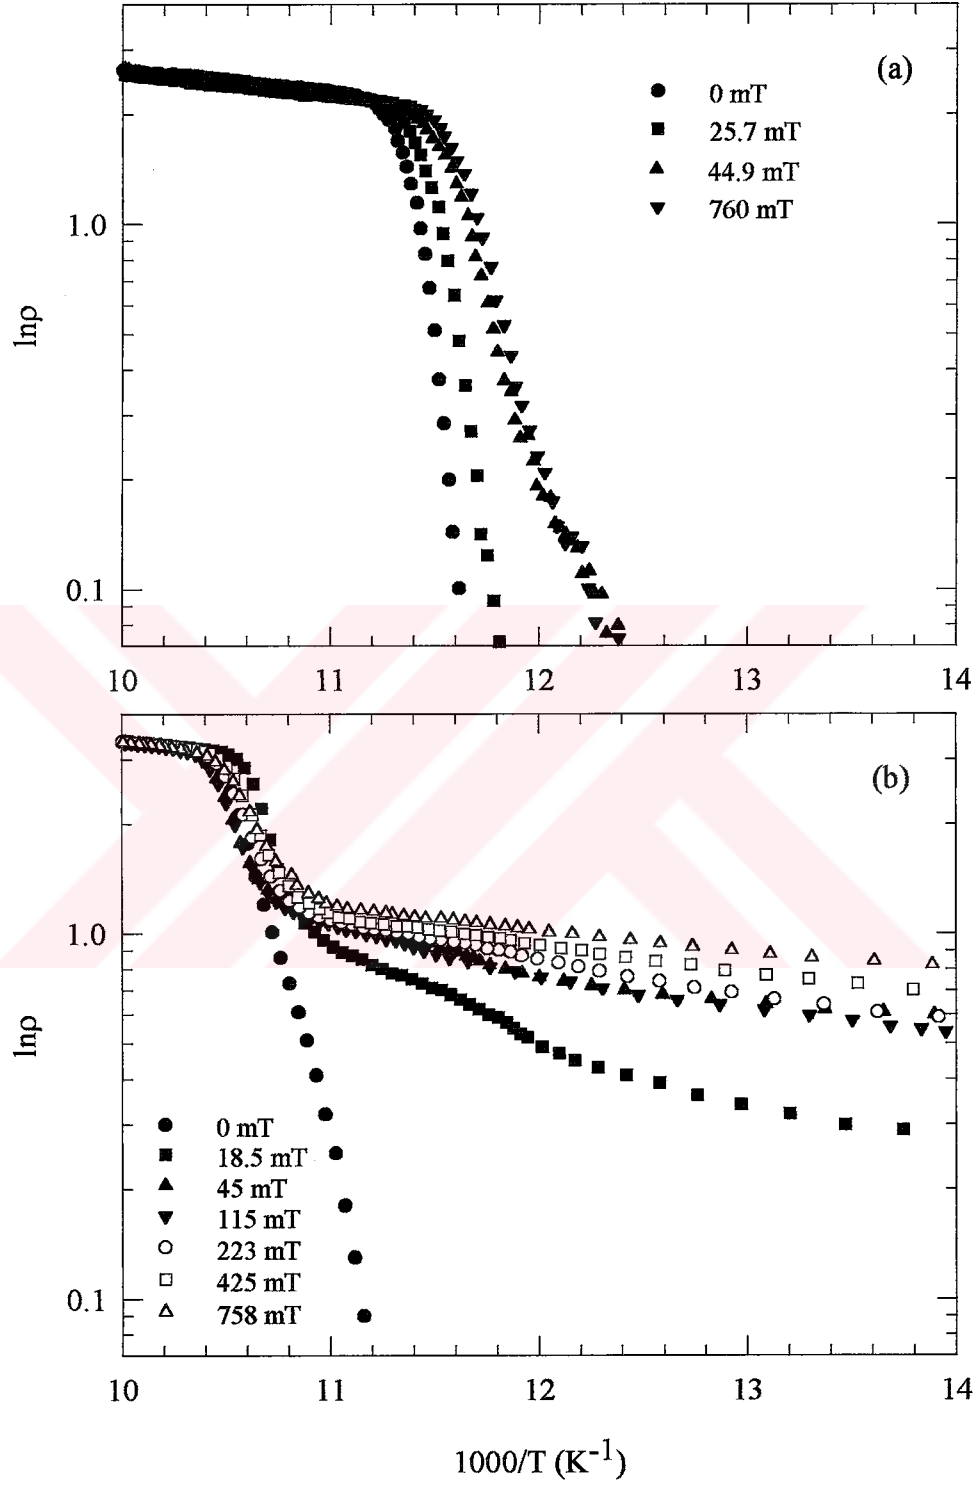 (a)
0 mT
25.7 mT
44.9 mT
760 mT
1.0
0.1
lnρ
10 11 12 13 14
(b)
1.0
0.1
lnρ
0 mT
18.5 mT
45 mT
115 mT
223 mT
425 mT
758 mT
10 11 12 13 14
1000/T (K⁻¹)